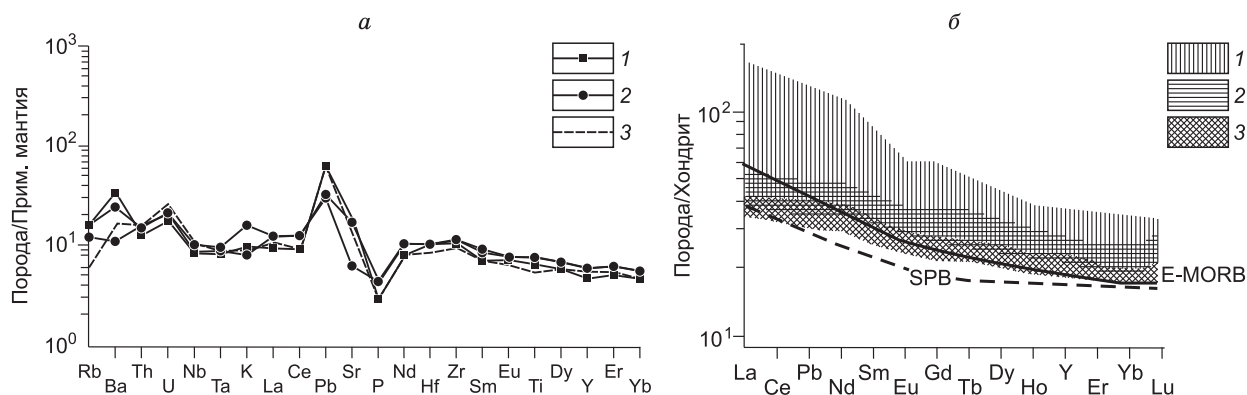 а
Порода/Прим. мантия
10³
10²
10¹
10⁰
1
2
3
Rb Ba Th U Nb Ta K La Ce Pb Sr P Nd Hf Zr Sm Eu Ti Dy Y Er Yb
б
Порода/Хондрит
10²
10¹
1
2
3
SPB
E-MORB
La Ce Pb Nd Sm Eu Gd Tb Dy Ho Y Er Yb Lu